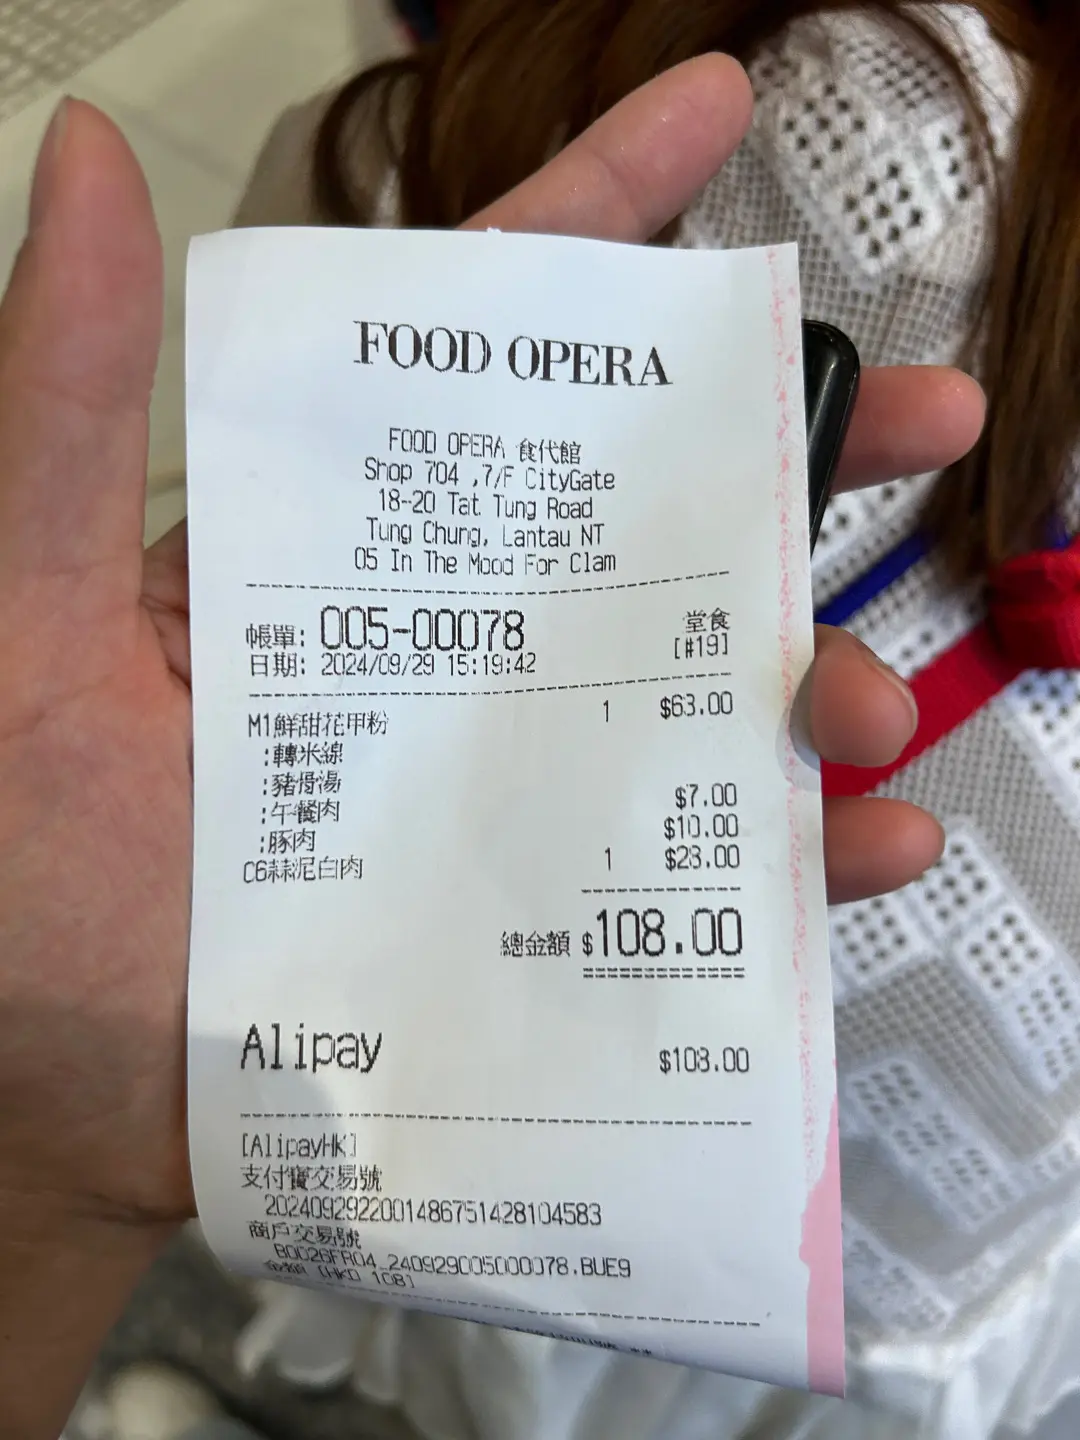 FOOD OPERA
FOOD OPERA 食代館
Shop 704 ,7/F CityGate
18-20 Tat Tung Road
Tung Chung, Lantau NT
05 In The Mood For Clam
帳單: 005-00078 堂食
日期: 2024/09/29 15:19:42 [#19]
M1鮮甜花甲粉 1 $63.00
:轉米線
:豬骨湯
:午餐肉 $7.00
:豚肉 $10.00
C6蒜泥白肉 1 $28.00
總金額 $108.00
Alipay $108.00
[AlipayHK]
支付寶交易號
2024092922001486751428104583
商戶交易號
B0026FR04_240929005000078.BUE9
金額 [HKD 108]